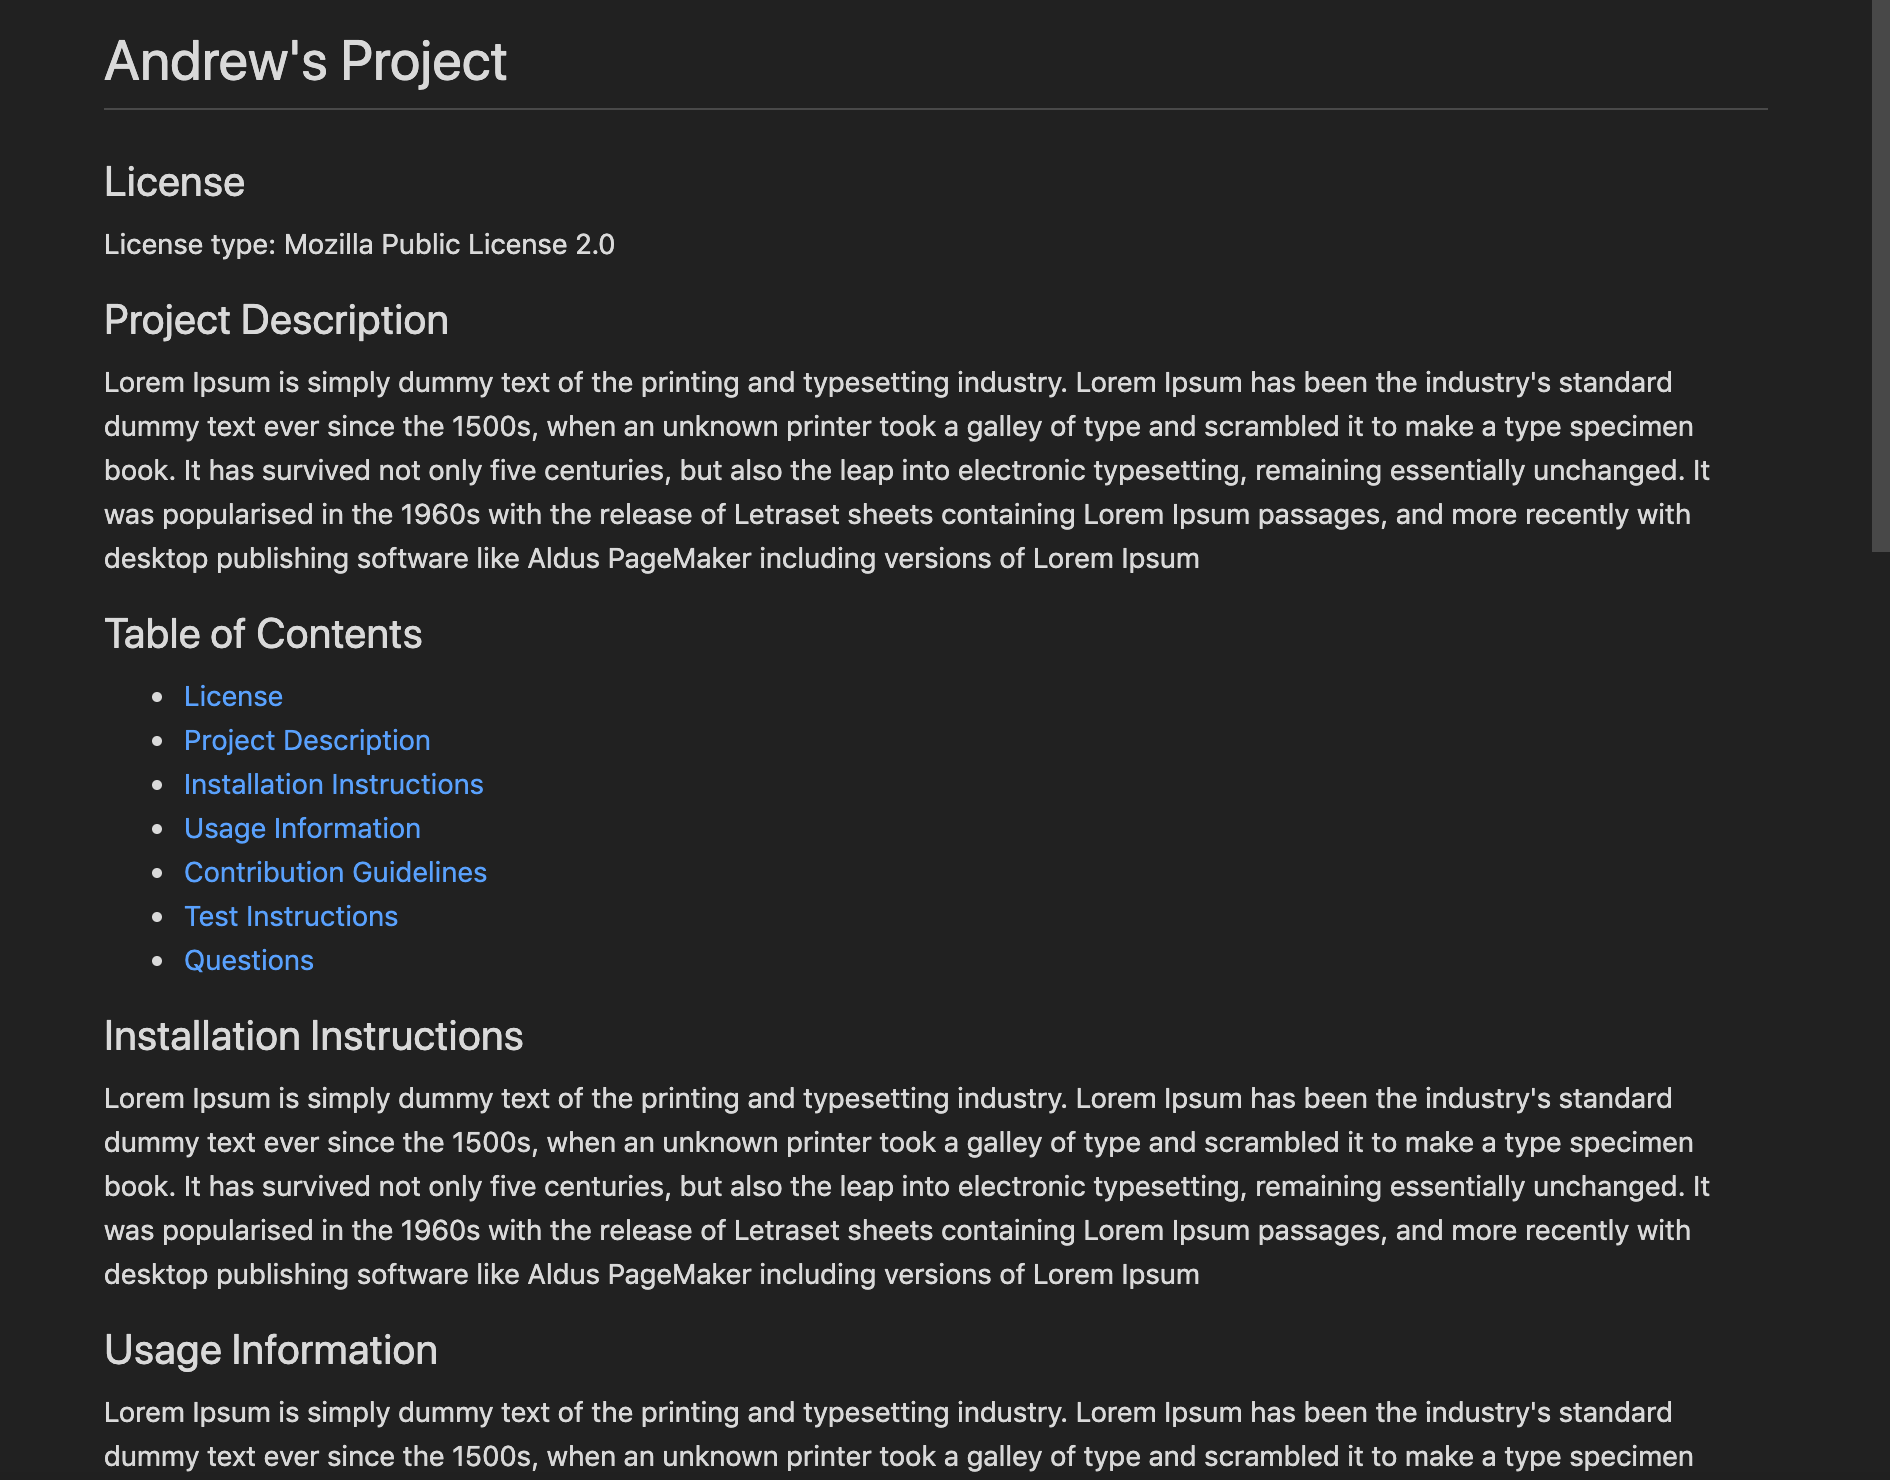 Andrew's Project
License
License type: Mozilla Public License 2.0
Project Description
Lorem Ipsum is simply dummy text of the printing and typesetting industry. Lorem Ipsum has been the industry's standard
dummy text ever since the 1500s, when an unknown printer took a galley of type and scrambled it to make a type specimen
book. It has survived not only five centuries, but also the leap into electronic typesetting, remaining essentially unchanged. It
was popularised in the 1960s with the release of Letraset sheets containing Lorem Ipsum passages, and more recently with
desktop publishing software like Aldus PageMaker including versions of Lorem Ipsum
Table of Contents
• License
• Project Description
• Installation Instructions
• Usage Information
• Contribution Guidelines
• Test Instructions
• Questions
Installation Instructions
Lorem Ipsum is simply dummy text of the printing and typesetting industry. Lorem Ipsum has been the industry's standard
dummy text ever since the 1500s, when an unknown printer took a galley of type and scrambled it to make a type specimen
book. It has survived not only five centuries, but also the leap into electronic typesetting, remaining essentially unchanged. It
was popularised in the 1960s with the release of Letraset sheets containing Lorem Ipsum passages, and more recently with
desktop publishing software like Aldus PageMaker including versions of Lorem Ipsum
Usage Information
Lorem Ipsum is simply dummy text of the printing and typesetting industry. Lorem Ipsum has been the industry's standard
dummy text ever since the 1500s, when an unknown printer took a galley of type and scrambled it to make a type specimen